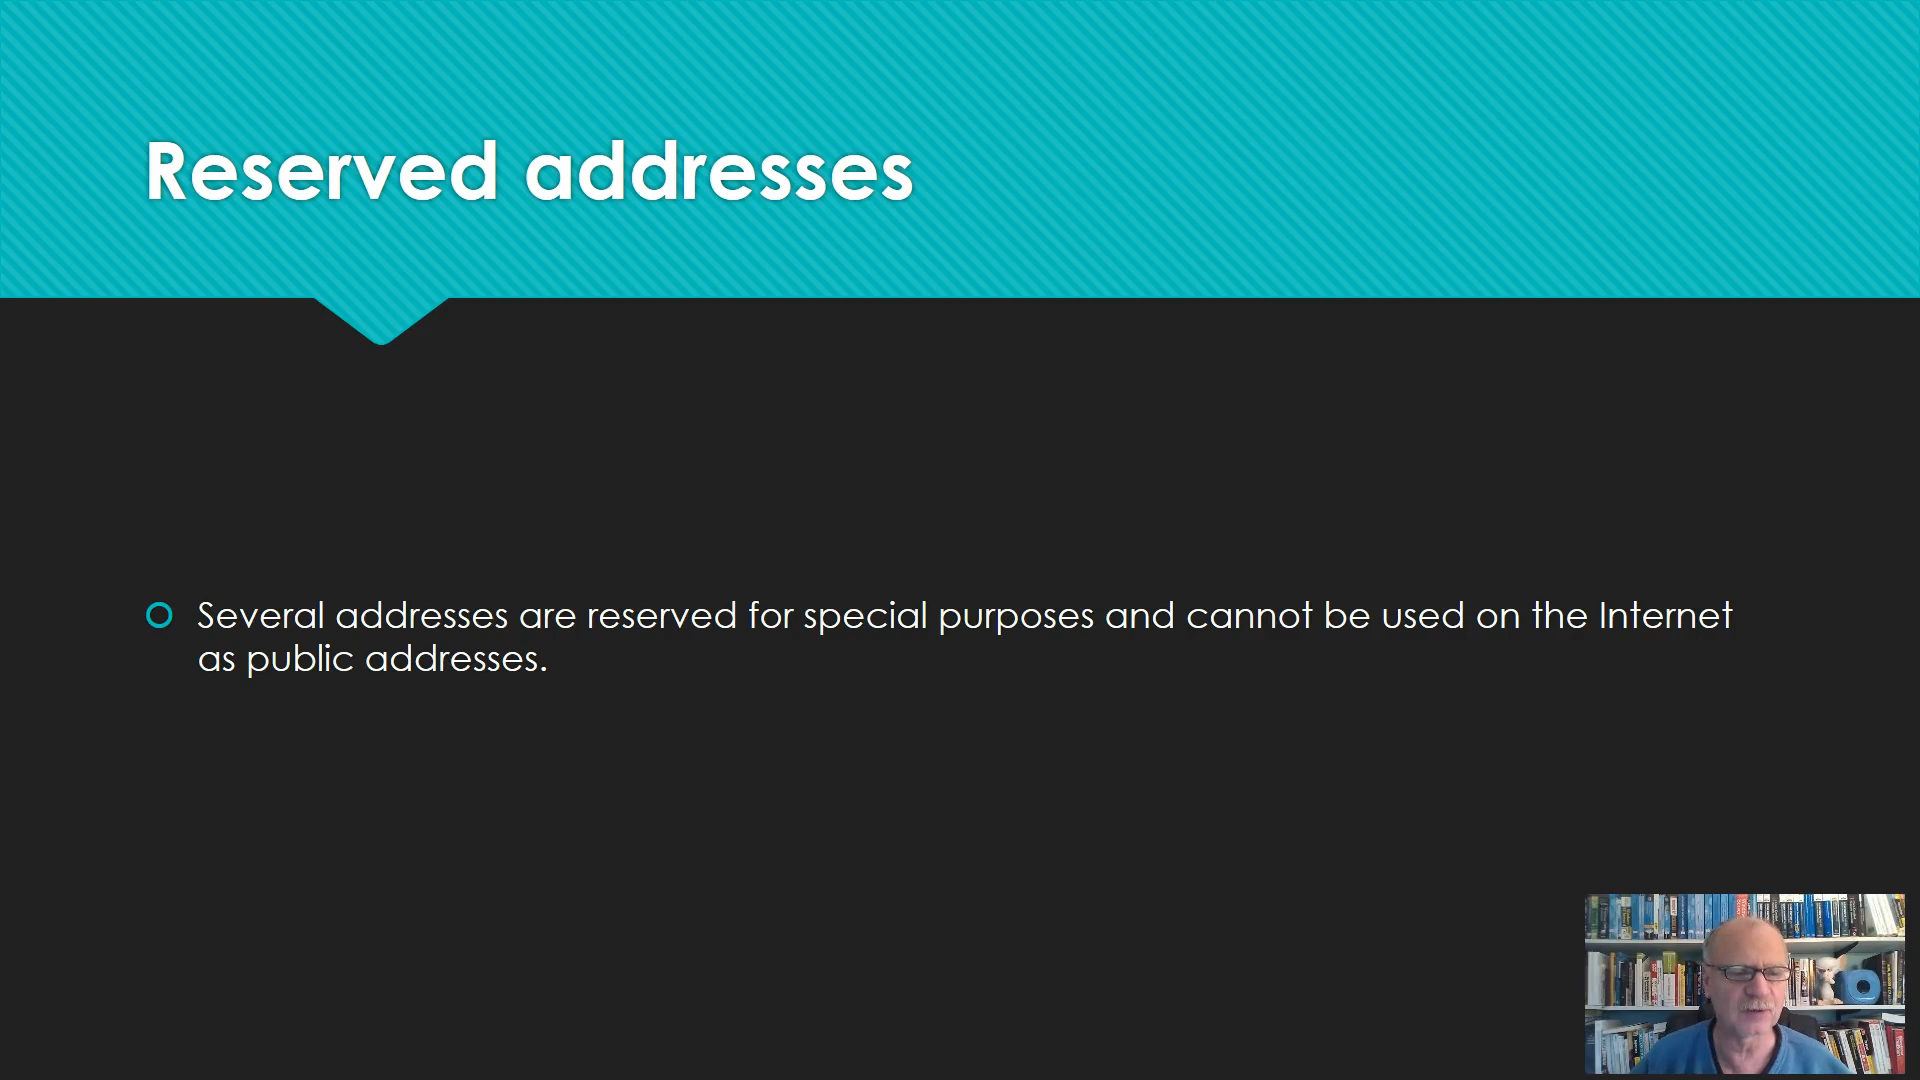 Reserved addresses
Several addresses are reserved for special purposes and cannot be used on the Internet
as public addresses.